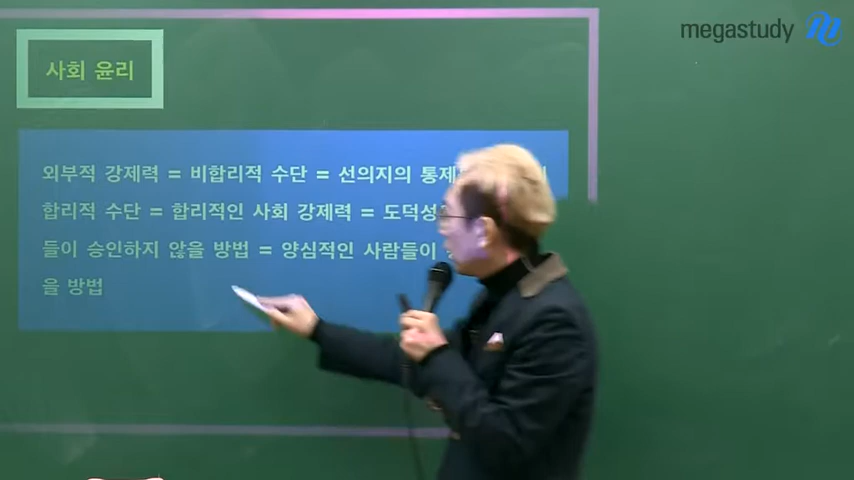 megastudy
사회 윤리
외부적 강제력 = 비합리적 수단 = 선의지의 통제
합리적 수단 = 합리적인 사회 강제력 = 도덕성
들이 승인하지 않을 방법 = 양심적인 사람들이
을 방법